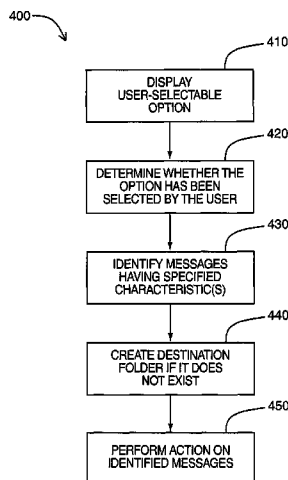 400
410
DISPLAY
USER-SELECTABLE
OPTION
420
DETERMINE WHETHER THE
OPTION HAS BEEN
SELECTED BY THE USER
430
IDENTIFY MESSAGES
HAVING SPECIFIED
CHARACTERISTIC(S)
440
CREATE DESTINATION
FOLDER IF IT DOES
NOT EXIST
450
PERFORM ACTION ON
IDENTIFIED MESSAGES